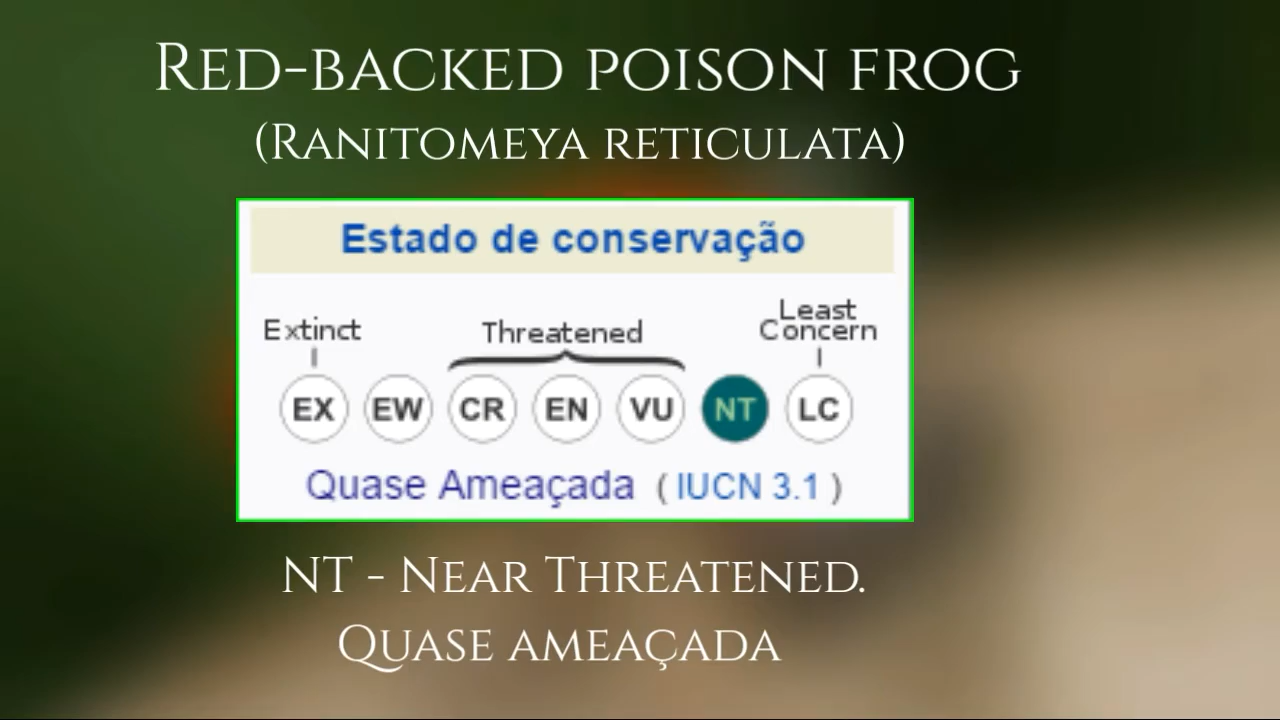 Red-backed poison frog
(Ranitomeya reticulata)
Estado de conservação
Extinct
Threatened
Least
Concern
EX EW CR EN VU NT LC
Quase Ameaçada ( IUCN 3.1 )
NT - Near Threatened.
Quase ameaçada